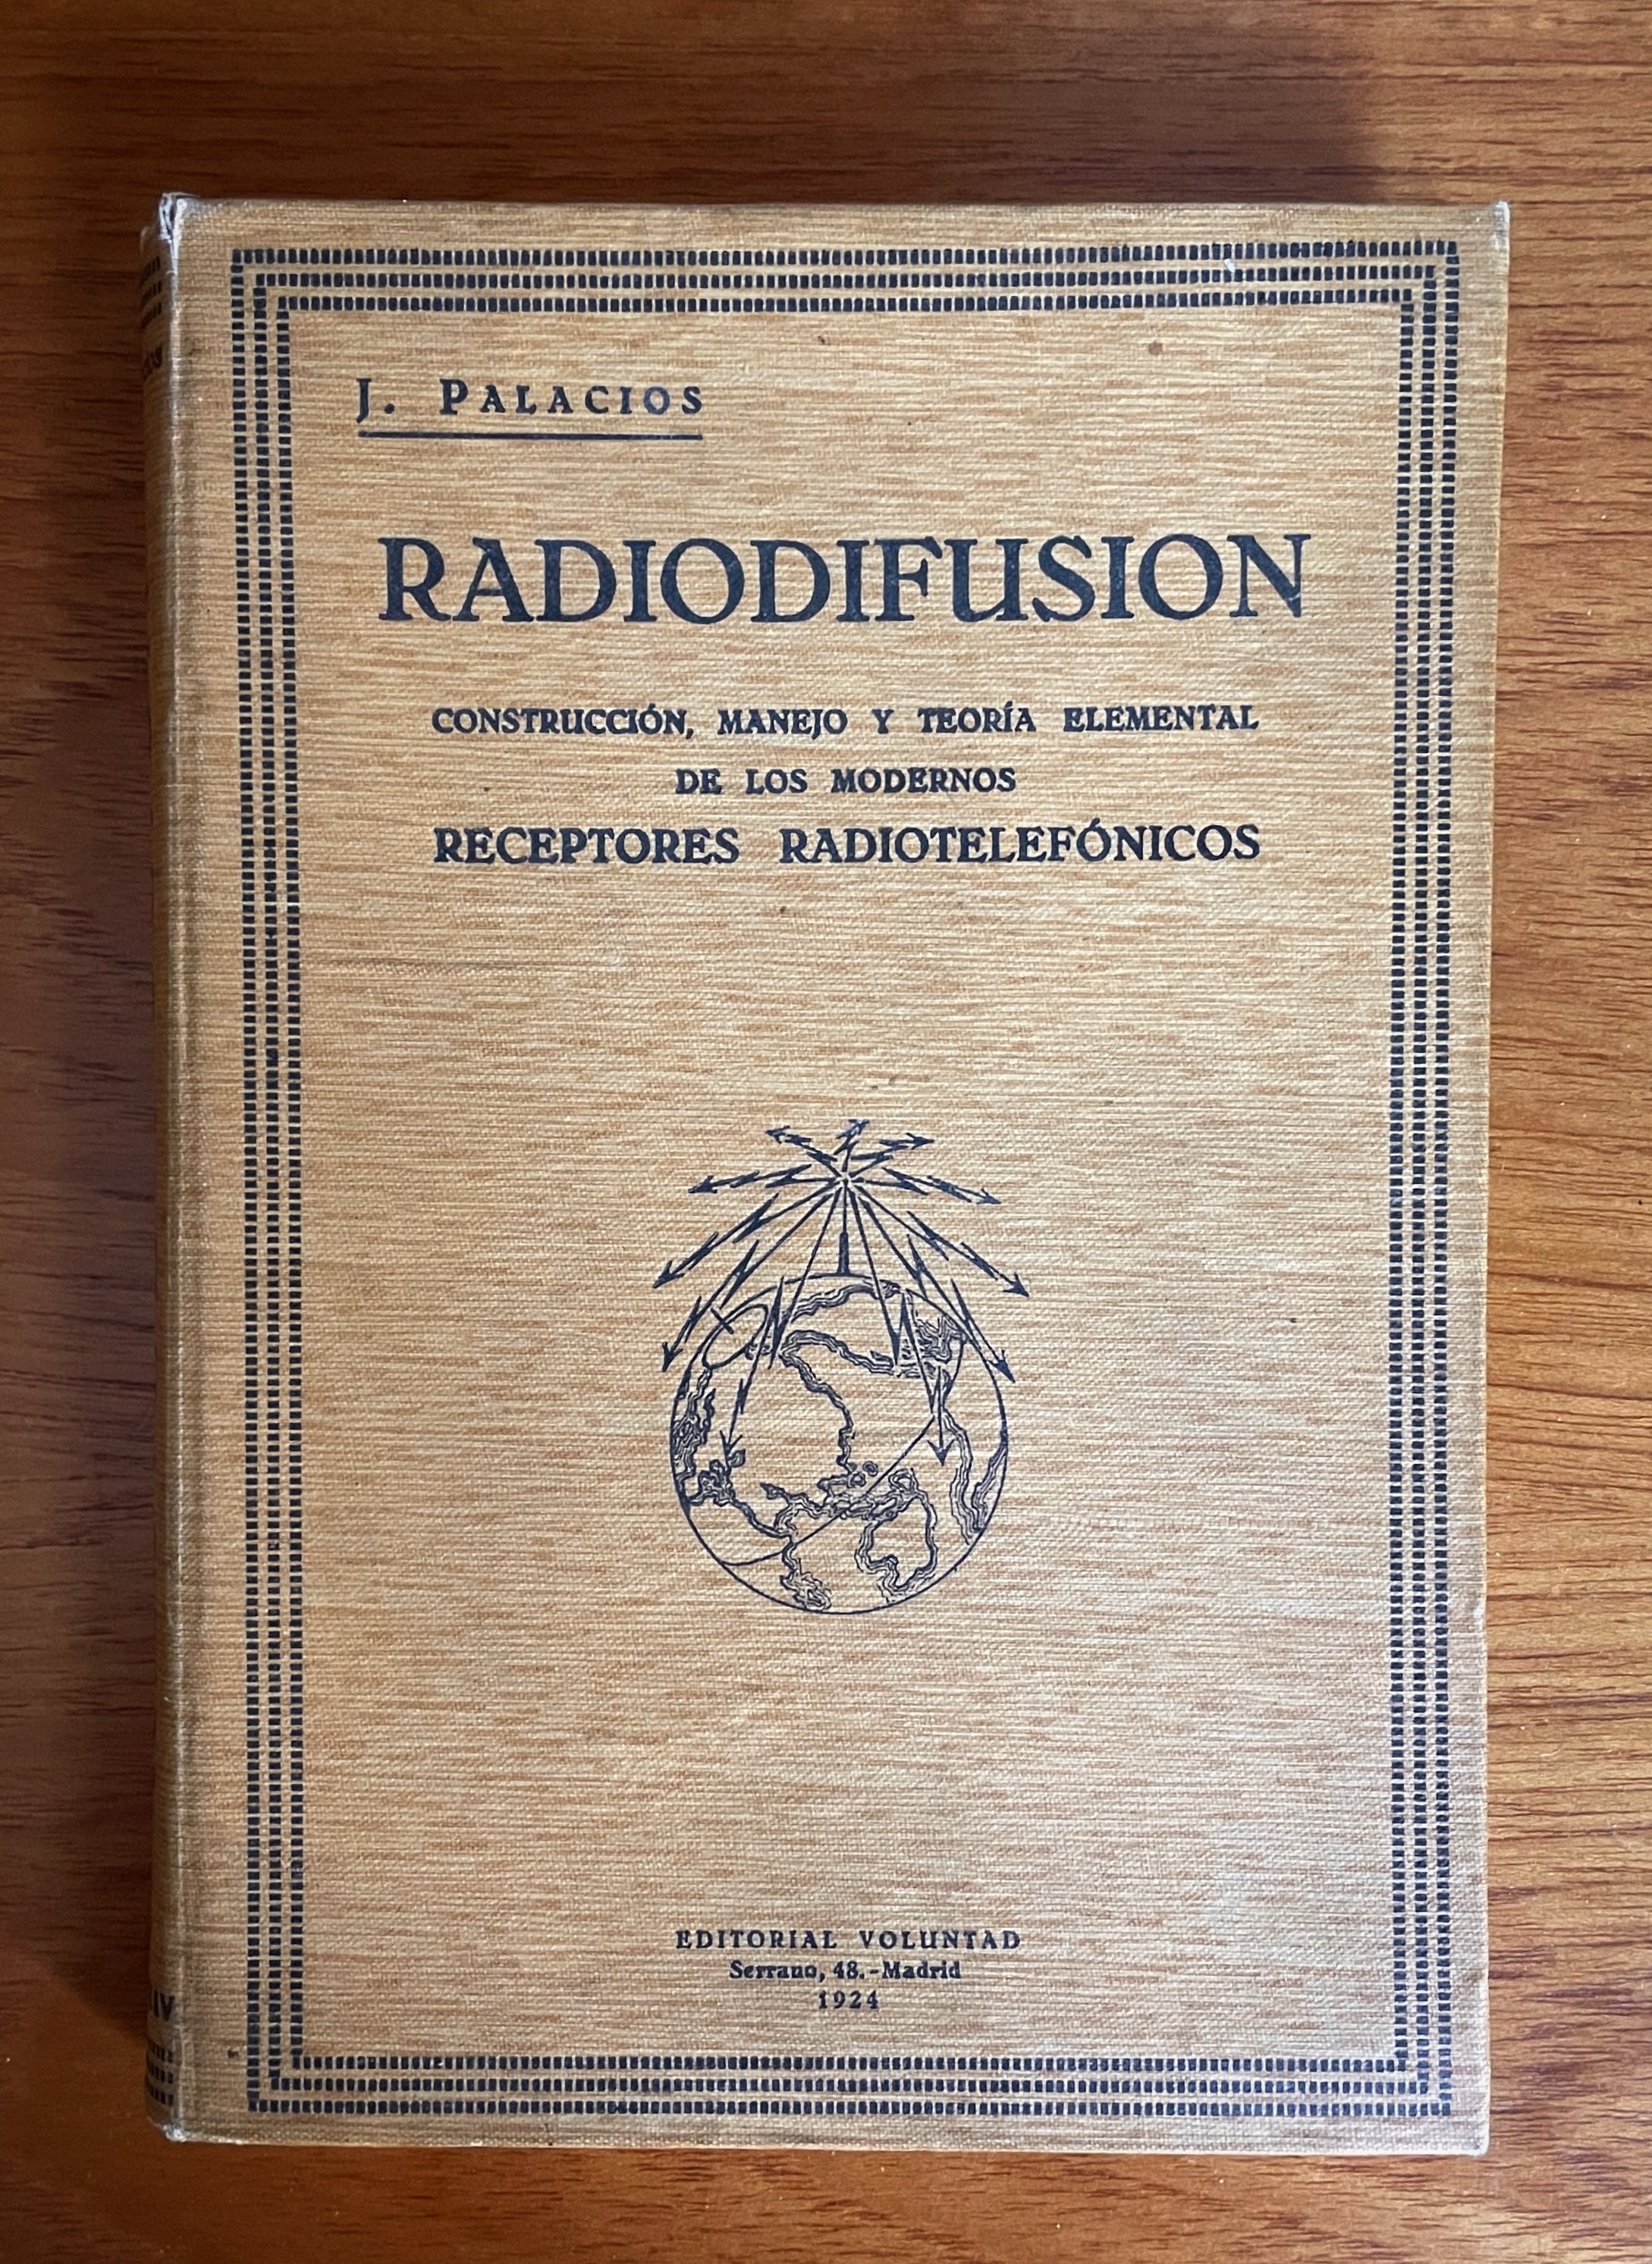 J. PALACIOS
RADIODIFUSION
CONSTRUCCIÓN, MANEJO Y TEORÍA ELEMENTAL
DE LOS MODERNOS
RECEPTORES RADIOTELEFÓNICOS
EDITORIAL VOLUNTAD
Serrano, 48.-Madrid
1924